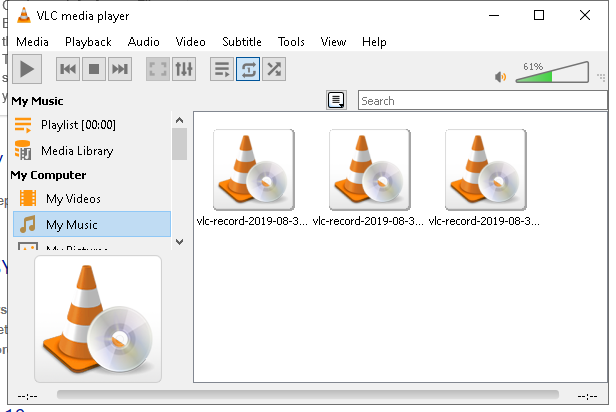 VLC media player
Media Playback Audio Video Subtitle Tools View Help
61%
My Music
Search
Playlist [00:00]
Media Library
My Computer
My Videos
My Music
vlc-record-2019-08-3... vlc-record-2019-08-3... vlc-record-2019-08-3...
--:-- --:--